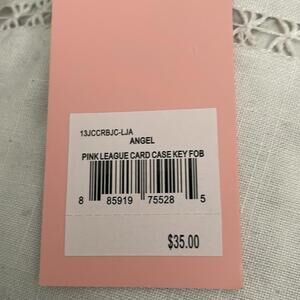 13JCCRBJC-LJA
ANGEL
PINK LEAGUE CARD CASE KEY FOB
8 85919 75528 5
$35.00